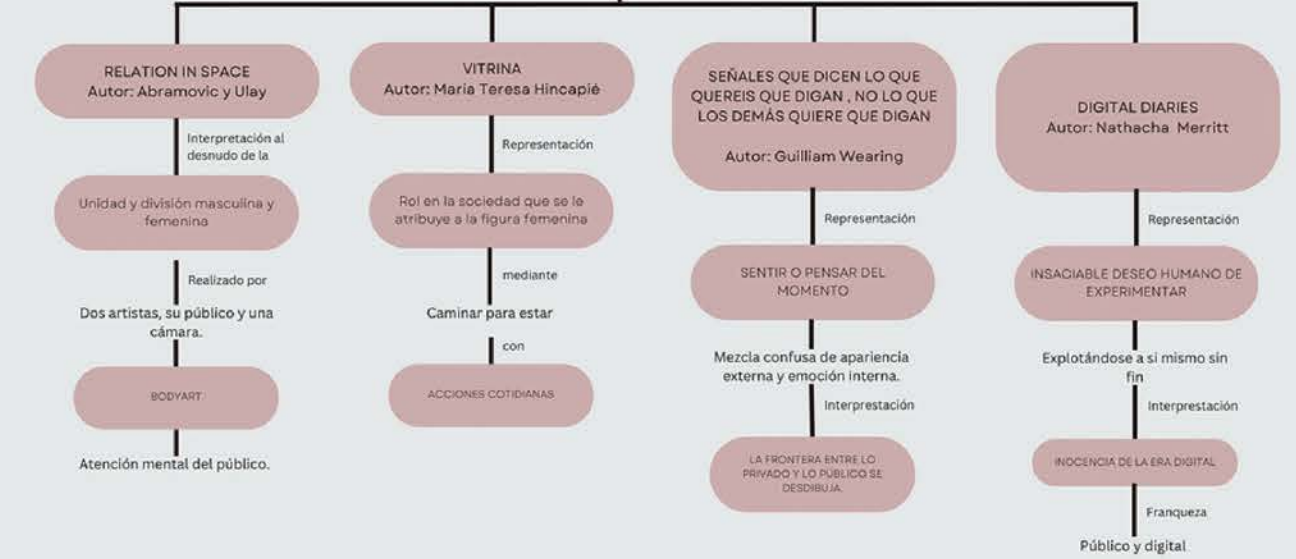 RELATION IN SPACE
Autor: Abramovic y Ulay
Interpretación al
desnudo de la
Unidad y división masculina y
femenina
Realizado por
Dos artistas, su público y una
cámara.
BODYART
Atención mental del público.
VITRINA
Autor: Maria Teresa Hincapié
Representación
Rol en la sociedad que se le
atribuye a la figura femenina
mediante
Caminar para estar
con
ACCIONES COTIDIANAS
SEÑALES QUE DICEN LO QUE
QUEREIS QUE DIGAN , NO LO QUE
LOS DEMÁS QUIERE QUE DIGAN
Autor: Guilliam Wearing
Representación
SENTIR O PENSAR DEL
MOMENTO
Mezcla confusa de apariencia
externa y emoción interna.
Interprestación
LA FRONTERA ENTRE LO
PRIVADO Y LO PÚBLICO SE
DESDIBUJA.
DIGITAL DIARIES
Autor: Nathacha Merritt
Representación
INSACIABLE DESEO HUMANO DE
EXPERIMENTAR
Explotándose a si mismo sin
fin
Interprestación
INOCENCIA DE LA ERA DIGITAL
Franqueza
Público y digital